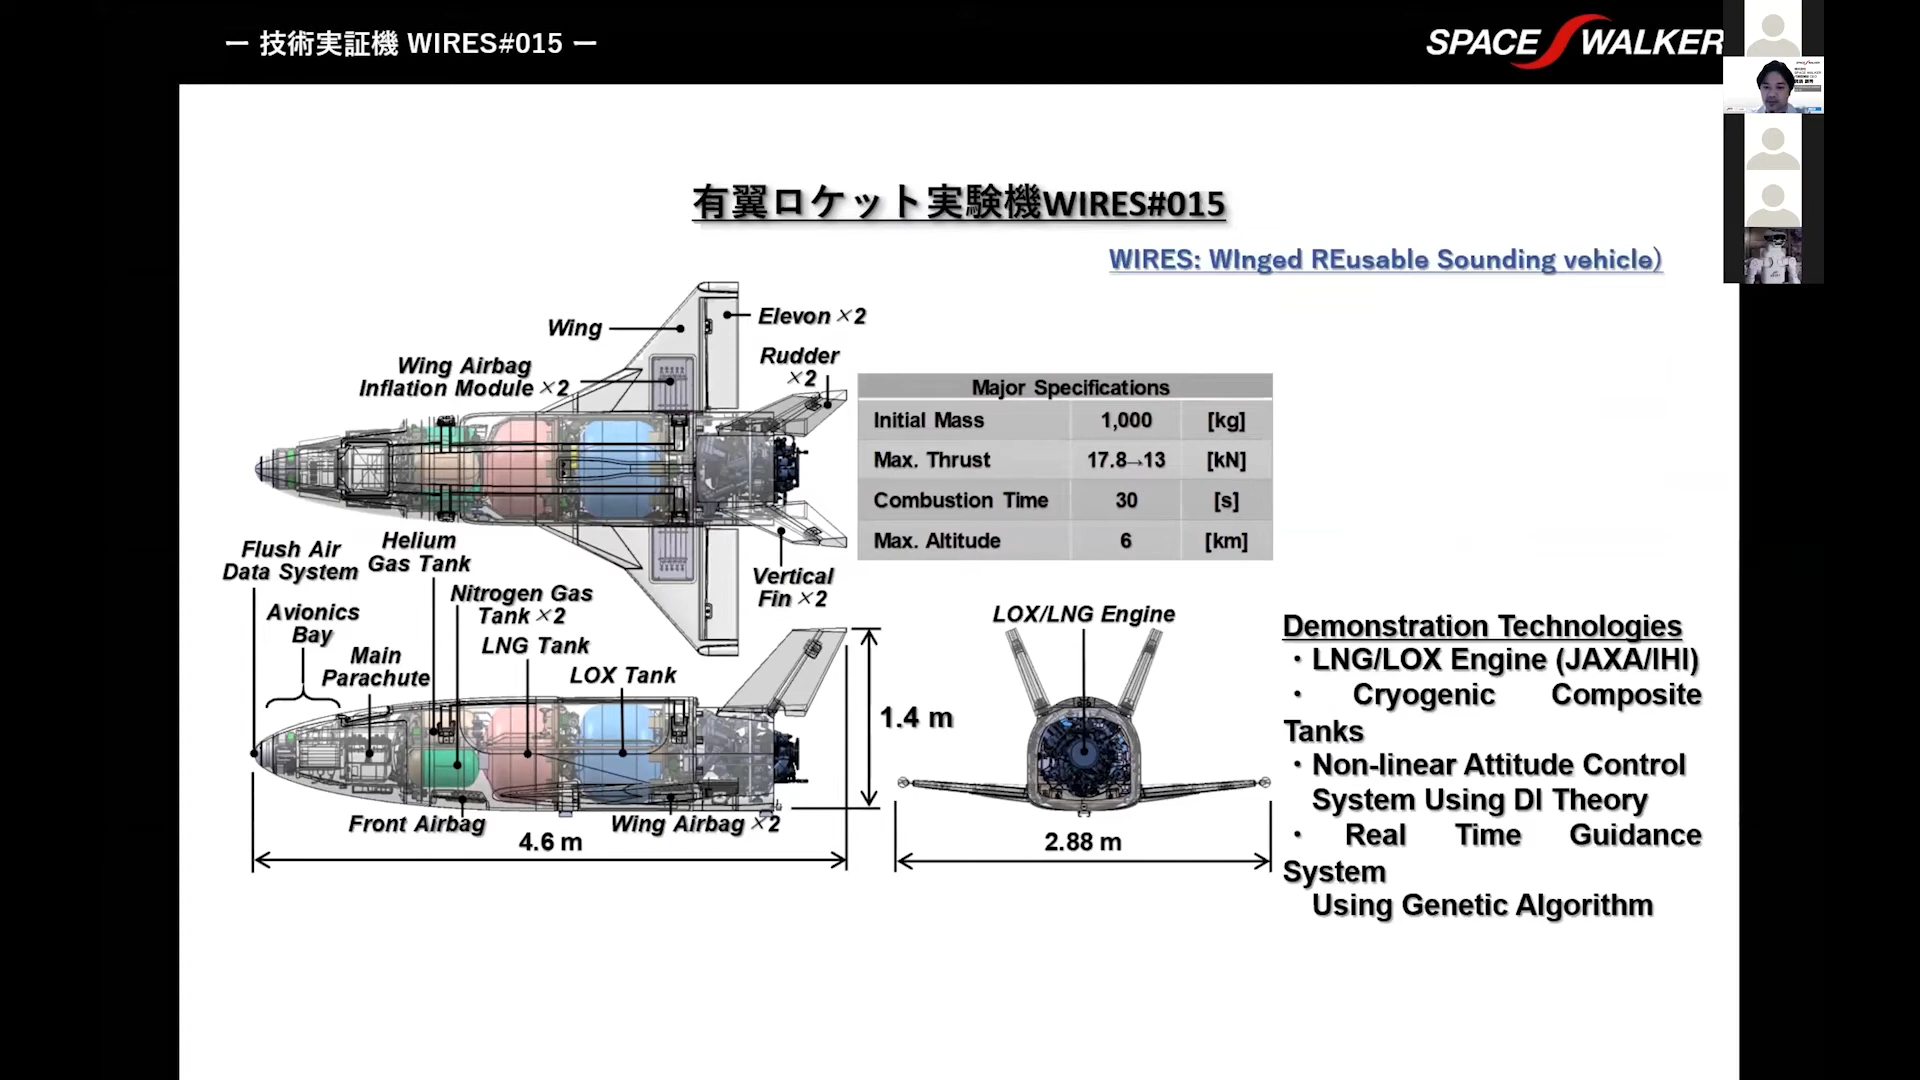 ー 技術実証機 WIRES#015 ー
SPACE WALKER
有翼ロケット実験機WIRES#015
WIRES: WInged REusable Sounding vehicle)
Wing
Elevon×2
Rudder
×2
Wing Airbag
Inflation Module×2
Major Specifications
Initial Mass 1,000 [kg]
Max. Thrust 17.8→13 [kN]
Combustion Time 30 [s]
Max. Altitude 6 [km]
Flush Air
Data System
Helium
Gas Tank
Avionics
Bay
Nitrogen Gas
Tank×2
Main
Parachute
LNG Tank
LOX Tank
Vertical
Fin×2
LOX/LNG Engine
1.4 m
Front Airbag
Wing Airbag×2
4.6 m
2.88 m
Demonstration Technologies
・LNG/LOX Engine (JAXA/IHI)
・ Cryogenic Composite
Tanks
・Non-linear Attitude Control
System Using DI Theory
・ Real Time Guidance
System
Using Genetic Algorithm